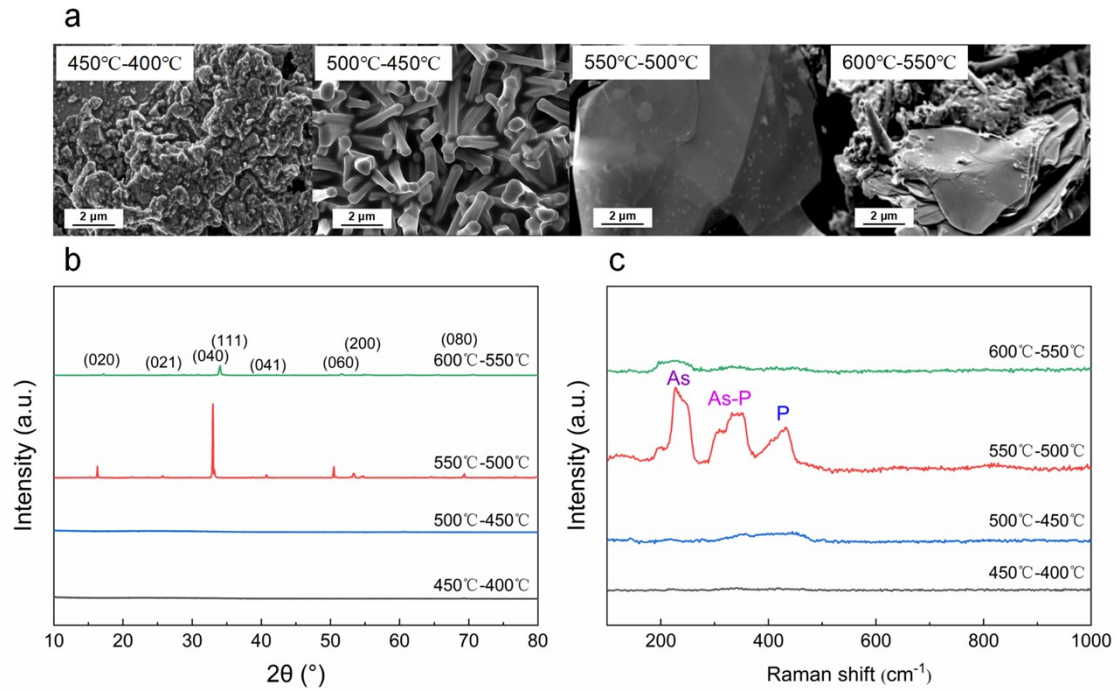 a
450℃-400℃
500℃-450℃
550℃-500℃
600℃-550℃
2 μm
2 μm
2 μm
2 μm
b
(020)
(021)
(040)
(111)
(041)
(060)
(200)
(080)
600℃-550℃
550℃-500℃
500℃-450℃
450℃-400℃
Intensity (a.u.)
10 20 30 40 50 60 70 80
2θ (°)
c
600℃-550℃
As
As-P
P
550℃-500℃
500℃-450℃
450℃-400℃
Intensity (a.u.)
200 400 600 800 1000
Raman shift (cm⁻¹)